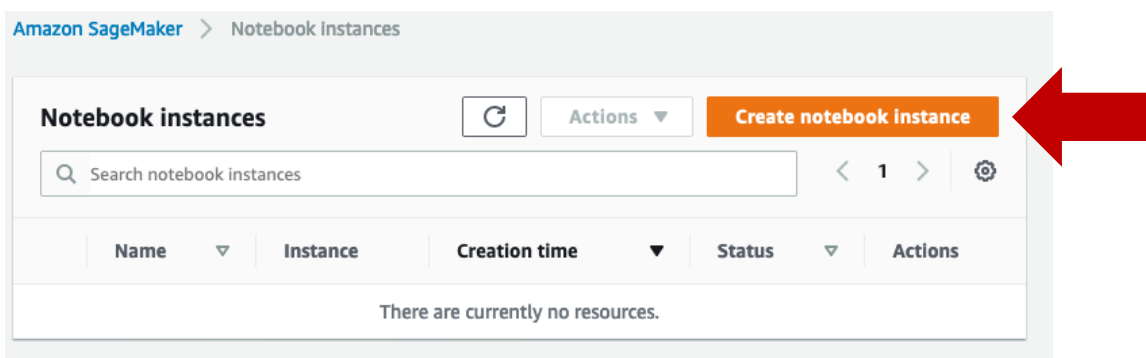 Amazon SageMaker > Notebook instances
Notebook instances Actions Create notebook instance
Search notebook instances 1
Name Instance Creation time Status Actions
There are currently no resources.